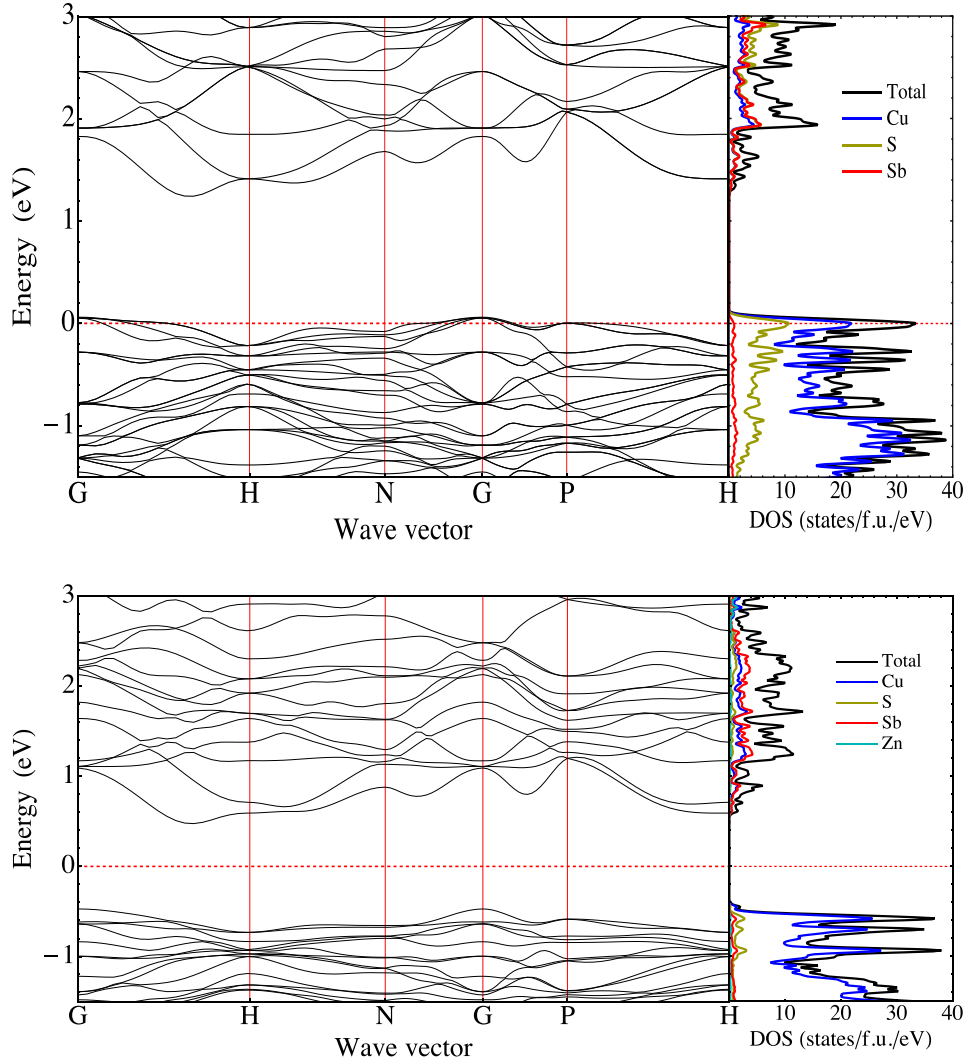 3
2
1
0
−1
Energy (eV)
G H N G P H
Wave vector
Total
Cu
S
Sb
10 20 30 40
DOS (states/f.u./eV)
3
2
1
0
−1
Energy (eV)
G H N G P H
Wave vector
Total
Cu
S
Sb
Zn
10 20 30 40
DOS (states/f.u./eV)